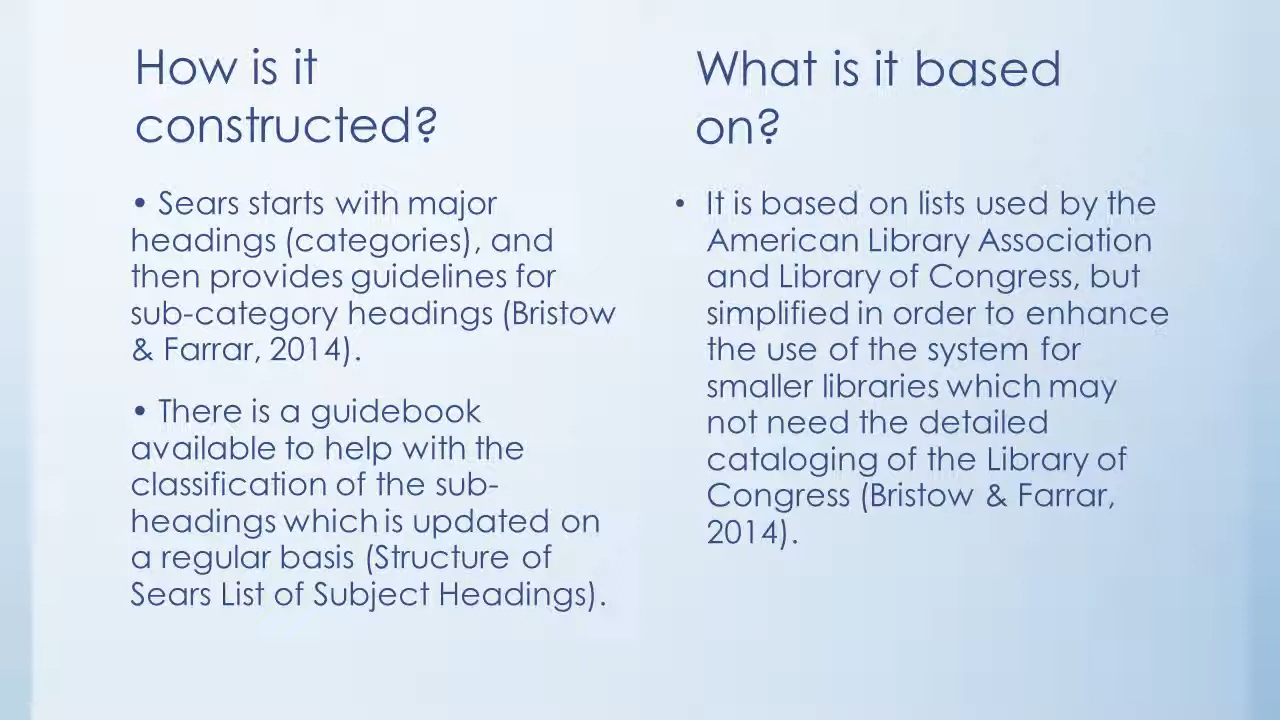 How is it
constructed?
• Sears starts with major
headings (categories), and
then provides guidelines for
sub-category headings (Bristow
& Farrar, 2014).
• There is a guidebook
available to help with the
classification of the sub-
headings which is updated on
a regular basis (Structure of
Sears List of Subject Headings).
What is it based
on?
• It is based on lists used by the
American Library Association
and Library of Congress, but
simplified in order to enhance
the use of the system for
smaller libraries which may
not need the detailed
cataloging of the Library of
Congress (Bristow & Farrar,
2014).